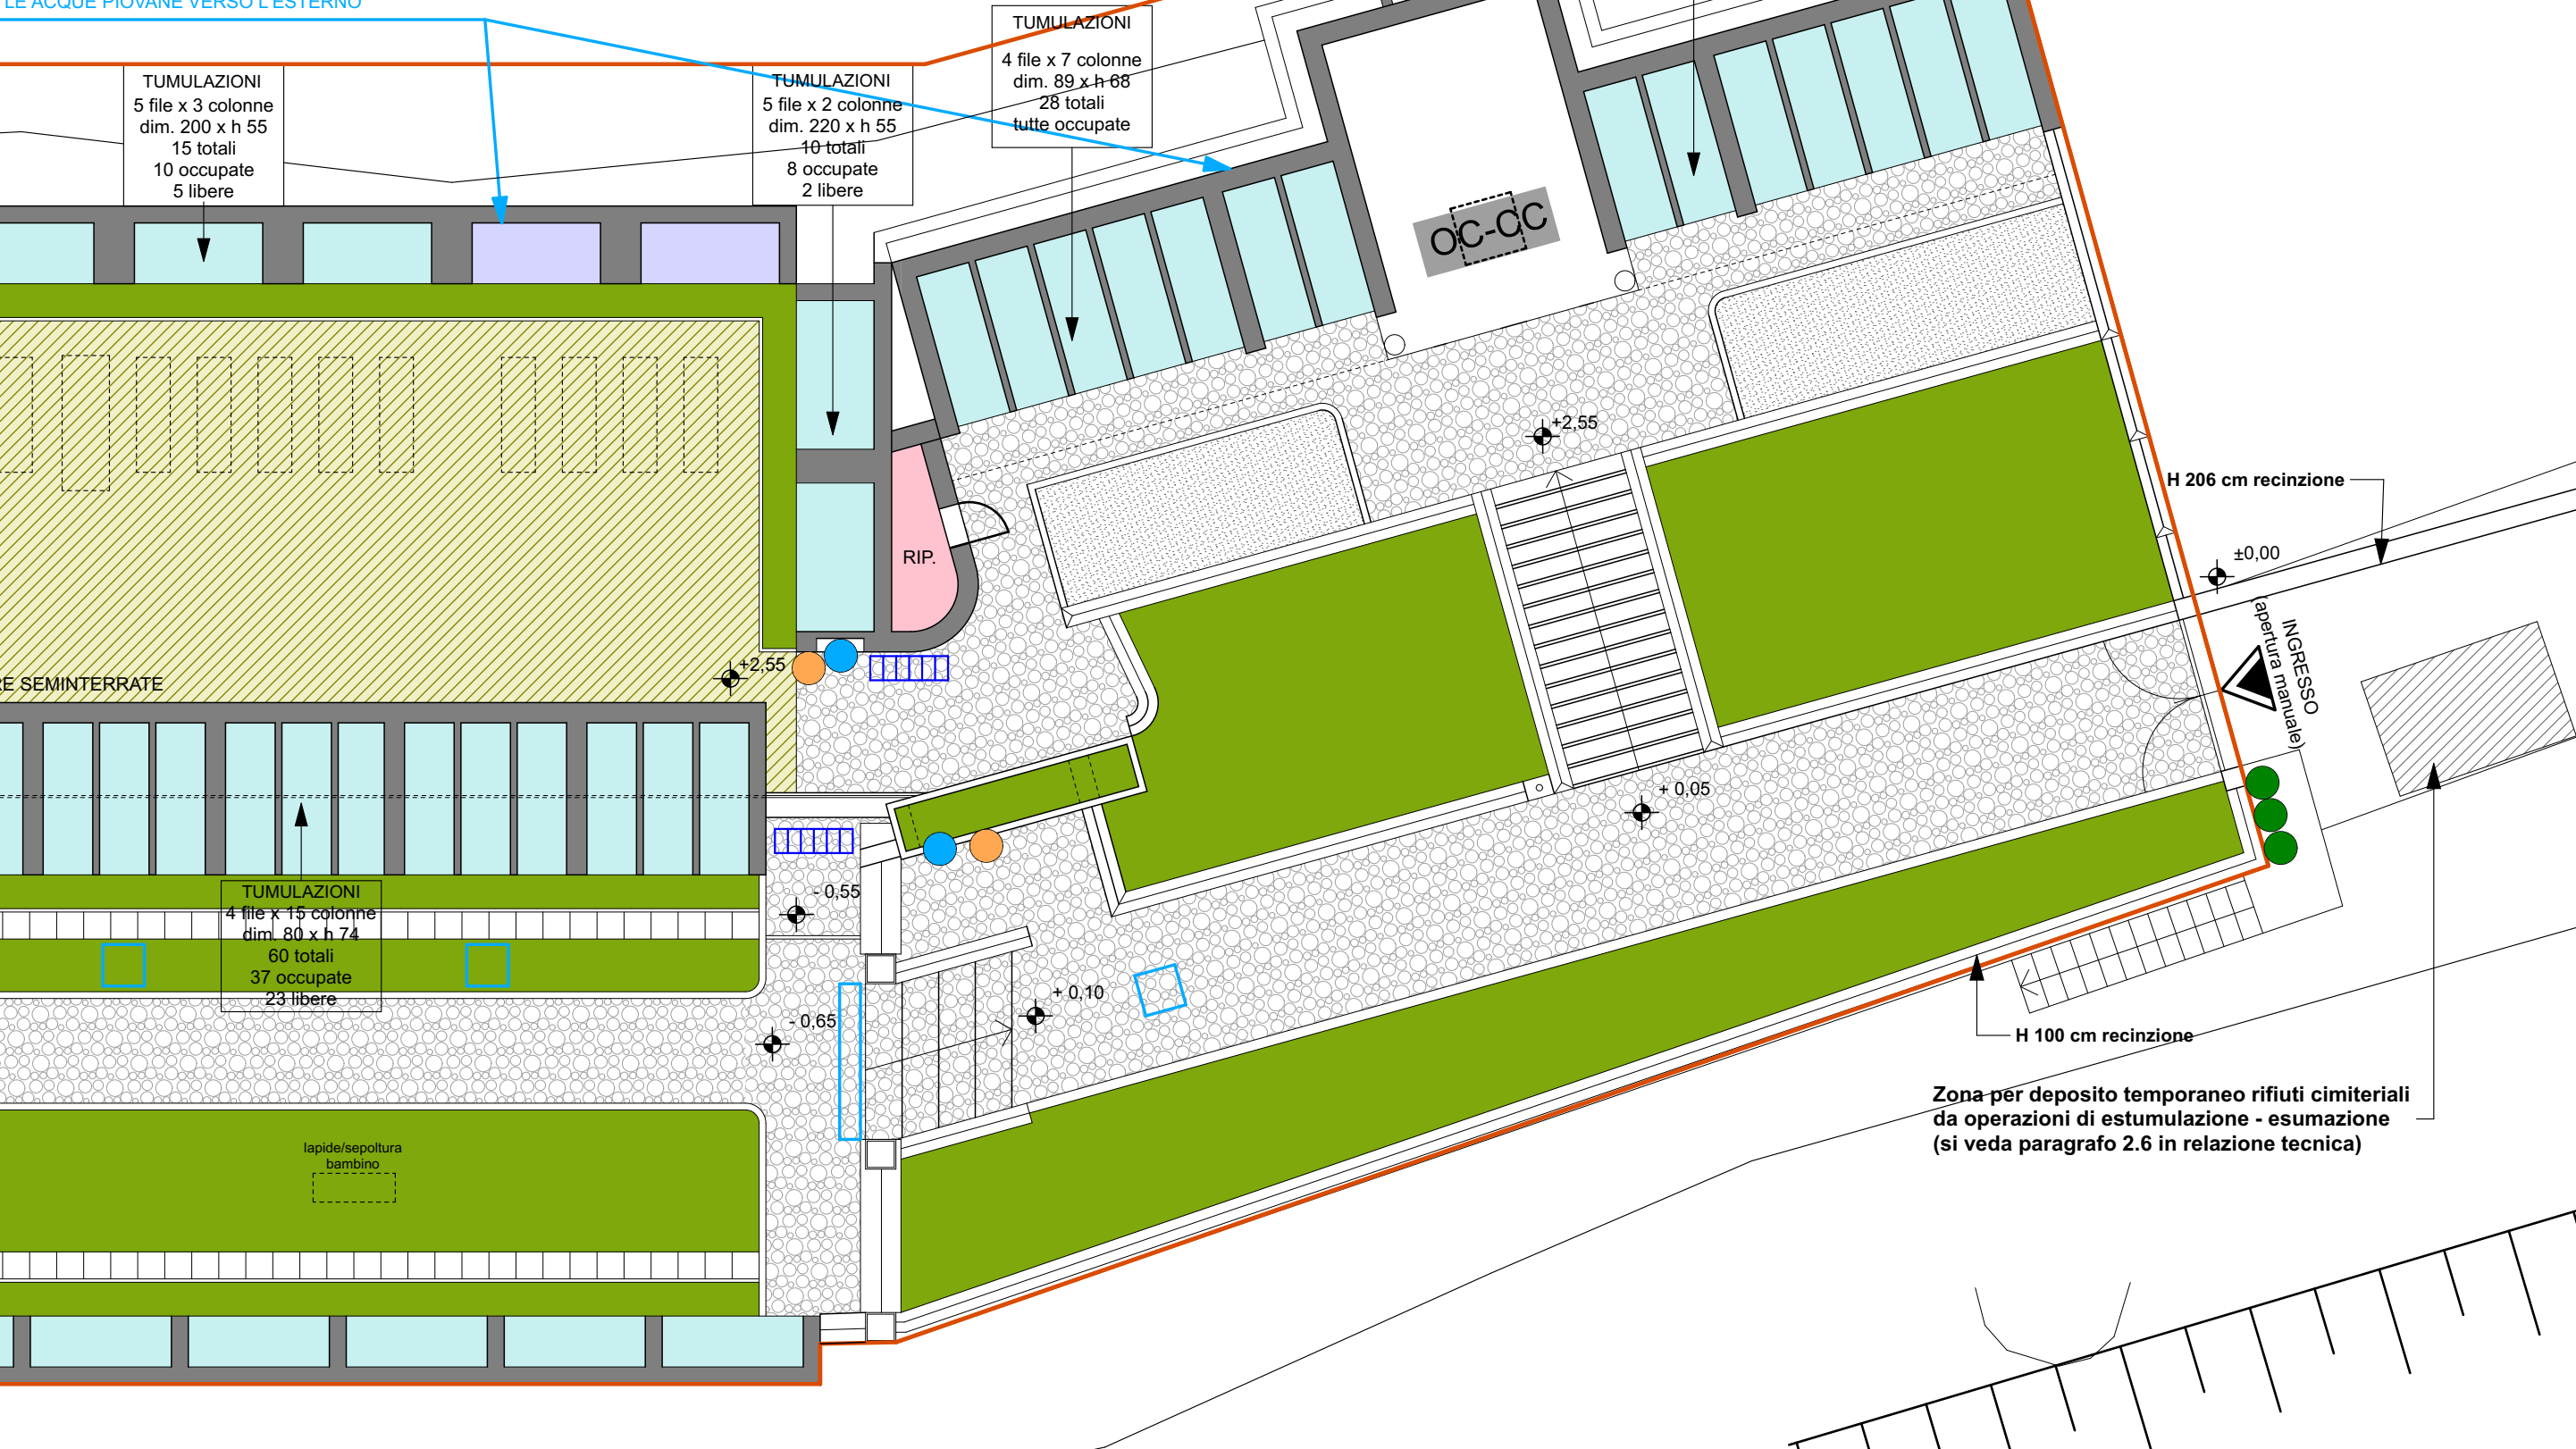 LE ACQUE PIOVANE VERSO L'ESTERNO
TUMULAZIONI
5 file x 3 colonne
dim. 200 x h 55
15 totali
10 occupate
5 libere
TUMULAZIONI
5 file x 2 colonne
dim. 220 x h 55
10 totali
8 occupate
2 libere
TUMULAZIONI
4 file x 7 colonne
dim. 89 x h 68
28 totali
tutte occupate
OC-CC
+2,55
H 206 cm recinzione
±0,00
INGRESSO
(apertura manuale)
RIP.
+2,55
RE SEMINTERRATE
+ 0,05
- 0,55
TUMULAZIONI
4 file x 15 colonne
dim. 80 x h 74
60 totali
37 occupate
23 libere
+ 0,10
- 0,65
H 100 cm recinzione
Zona per deposito temporaneo rifiuti cimiteriali
da operazioni di estumulazione - esumazione
(si veda paragrafo 2.6 in relazione tecnica)
lapide/sepoltura
bambino